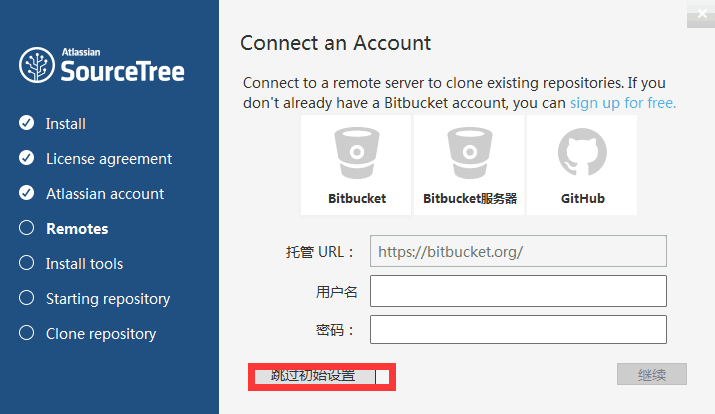 Atlassian
SourceTree
Install
License agreement
Atlassian account
Remotes
Install tools
Starting repository
Clone repository
Connect an Account
Connect to a remote server to clone existing repositories. If you
don't already have a Bitbucket account, you can sign up for free.
Bitbucket
Bitbucket服务器
GitHub
托管 URL：
https://bitbucket.org/
用户名
密码：
跳过初始设置
继续